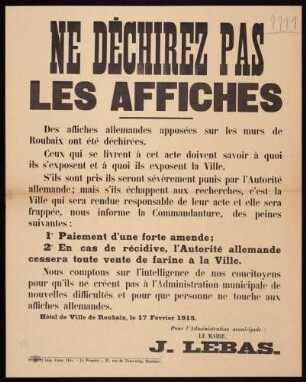 NE DÉCHIREZ PAS
LES AFFICHES
Des affiches allemandes apposées sur les murs de
Roubaix ont été déchirées.
Ceux qui se livrent à cet acte doivent savoir à quoi
ils s'exposent et à quoi ils exposent la Ville.
S'ils sont pris ils seront sévèrement punis par l'Autorité
allemande; mais s'ils échappent aux recherches, c'est la
Ville qui sera rendue responsable de leur acte et elle sera
frappée, nous informe la Commandanture, des peines
suivantes :
1° Paiement d'une forte amende;
2° En cas de récidive, l'Autorité allemande
cessera toute vente de farine à la Ville.
Nous comptons sur l'intelligence de nos concitoyens
pour qu'ils ne créent pas à l'Administration municipale de
nouvelles difficultés et pour que personne ne touche aux
affiches allemandes.
Hôtel de Ville de Roubaix, le 17 Février 1915.
Pour l'Administration municipale :
LE MAIRE,
J. LEBAS.